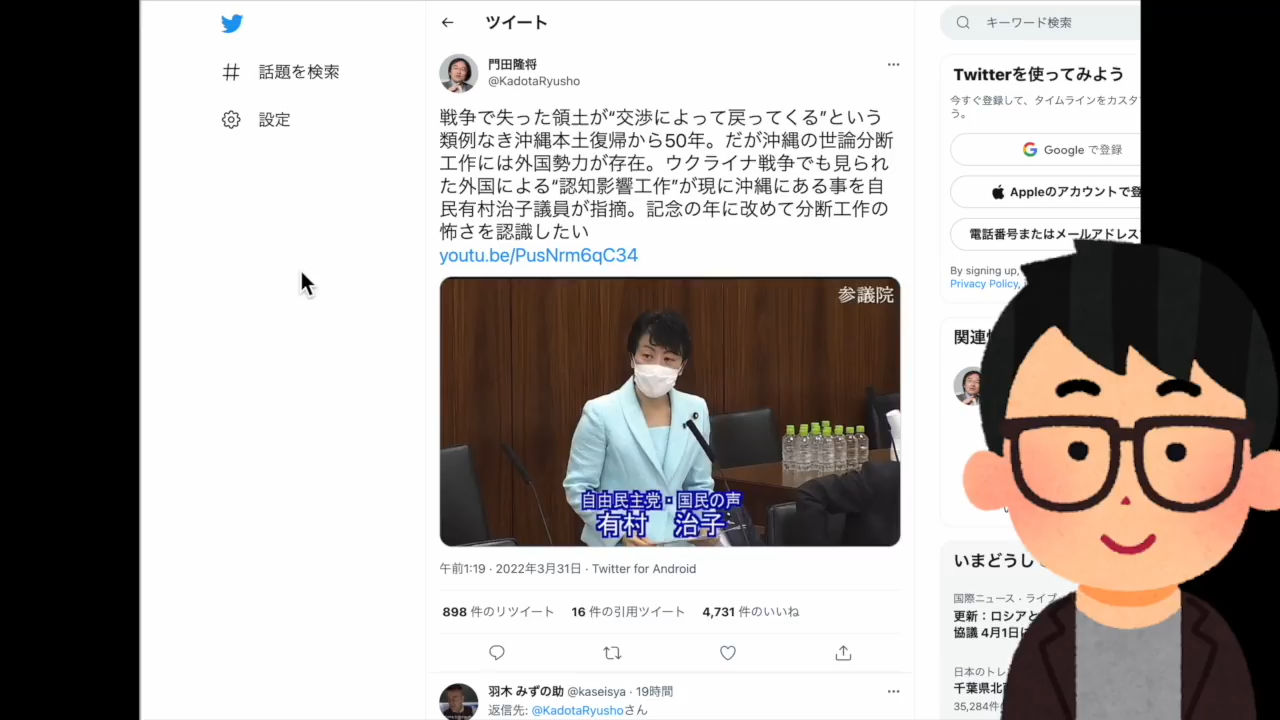 ツイート
キーワード検索
話題を検索
設定
門田隆将
@KadotaRyusho
戦争で失った領土が“交渉によって戻ってくる”という
類例なき沖縄本土復帰から50年。だが沖縄の世論分断
工作には外国勢力が存在。ウクライナ戦争でも見られ
た外国による“認知影響工作”が現に沖縄にある事を自
民有村治子議員が指摘。記念の年に改めて分断工作の
怖さを認識したい
youtu.be/PusNrm6qC34
参議院
自由民主党・国民の声
有村 治子
午前1:19 · 2022年3月31日 · Twitter for Android
898 件のリツイート 16 件の引用ツイート 4,731 件のいいね
羽木 みずの助 @kaseisya · 19時間
返信先: @KadotaRyushoさん
Twitterを使ってみよう
今すぐ登録して、タイムラインをカスタ
う。
Google で登録
Appleのアカウントで登
電話番号またはメールアドレス
By signing up,
Privacy Policy,
関連
いまどうし
国際ニュース · ライブ
更新：ロシアと
協議 4月1日に
日本のトレ
千葉県北
35,284件